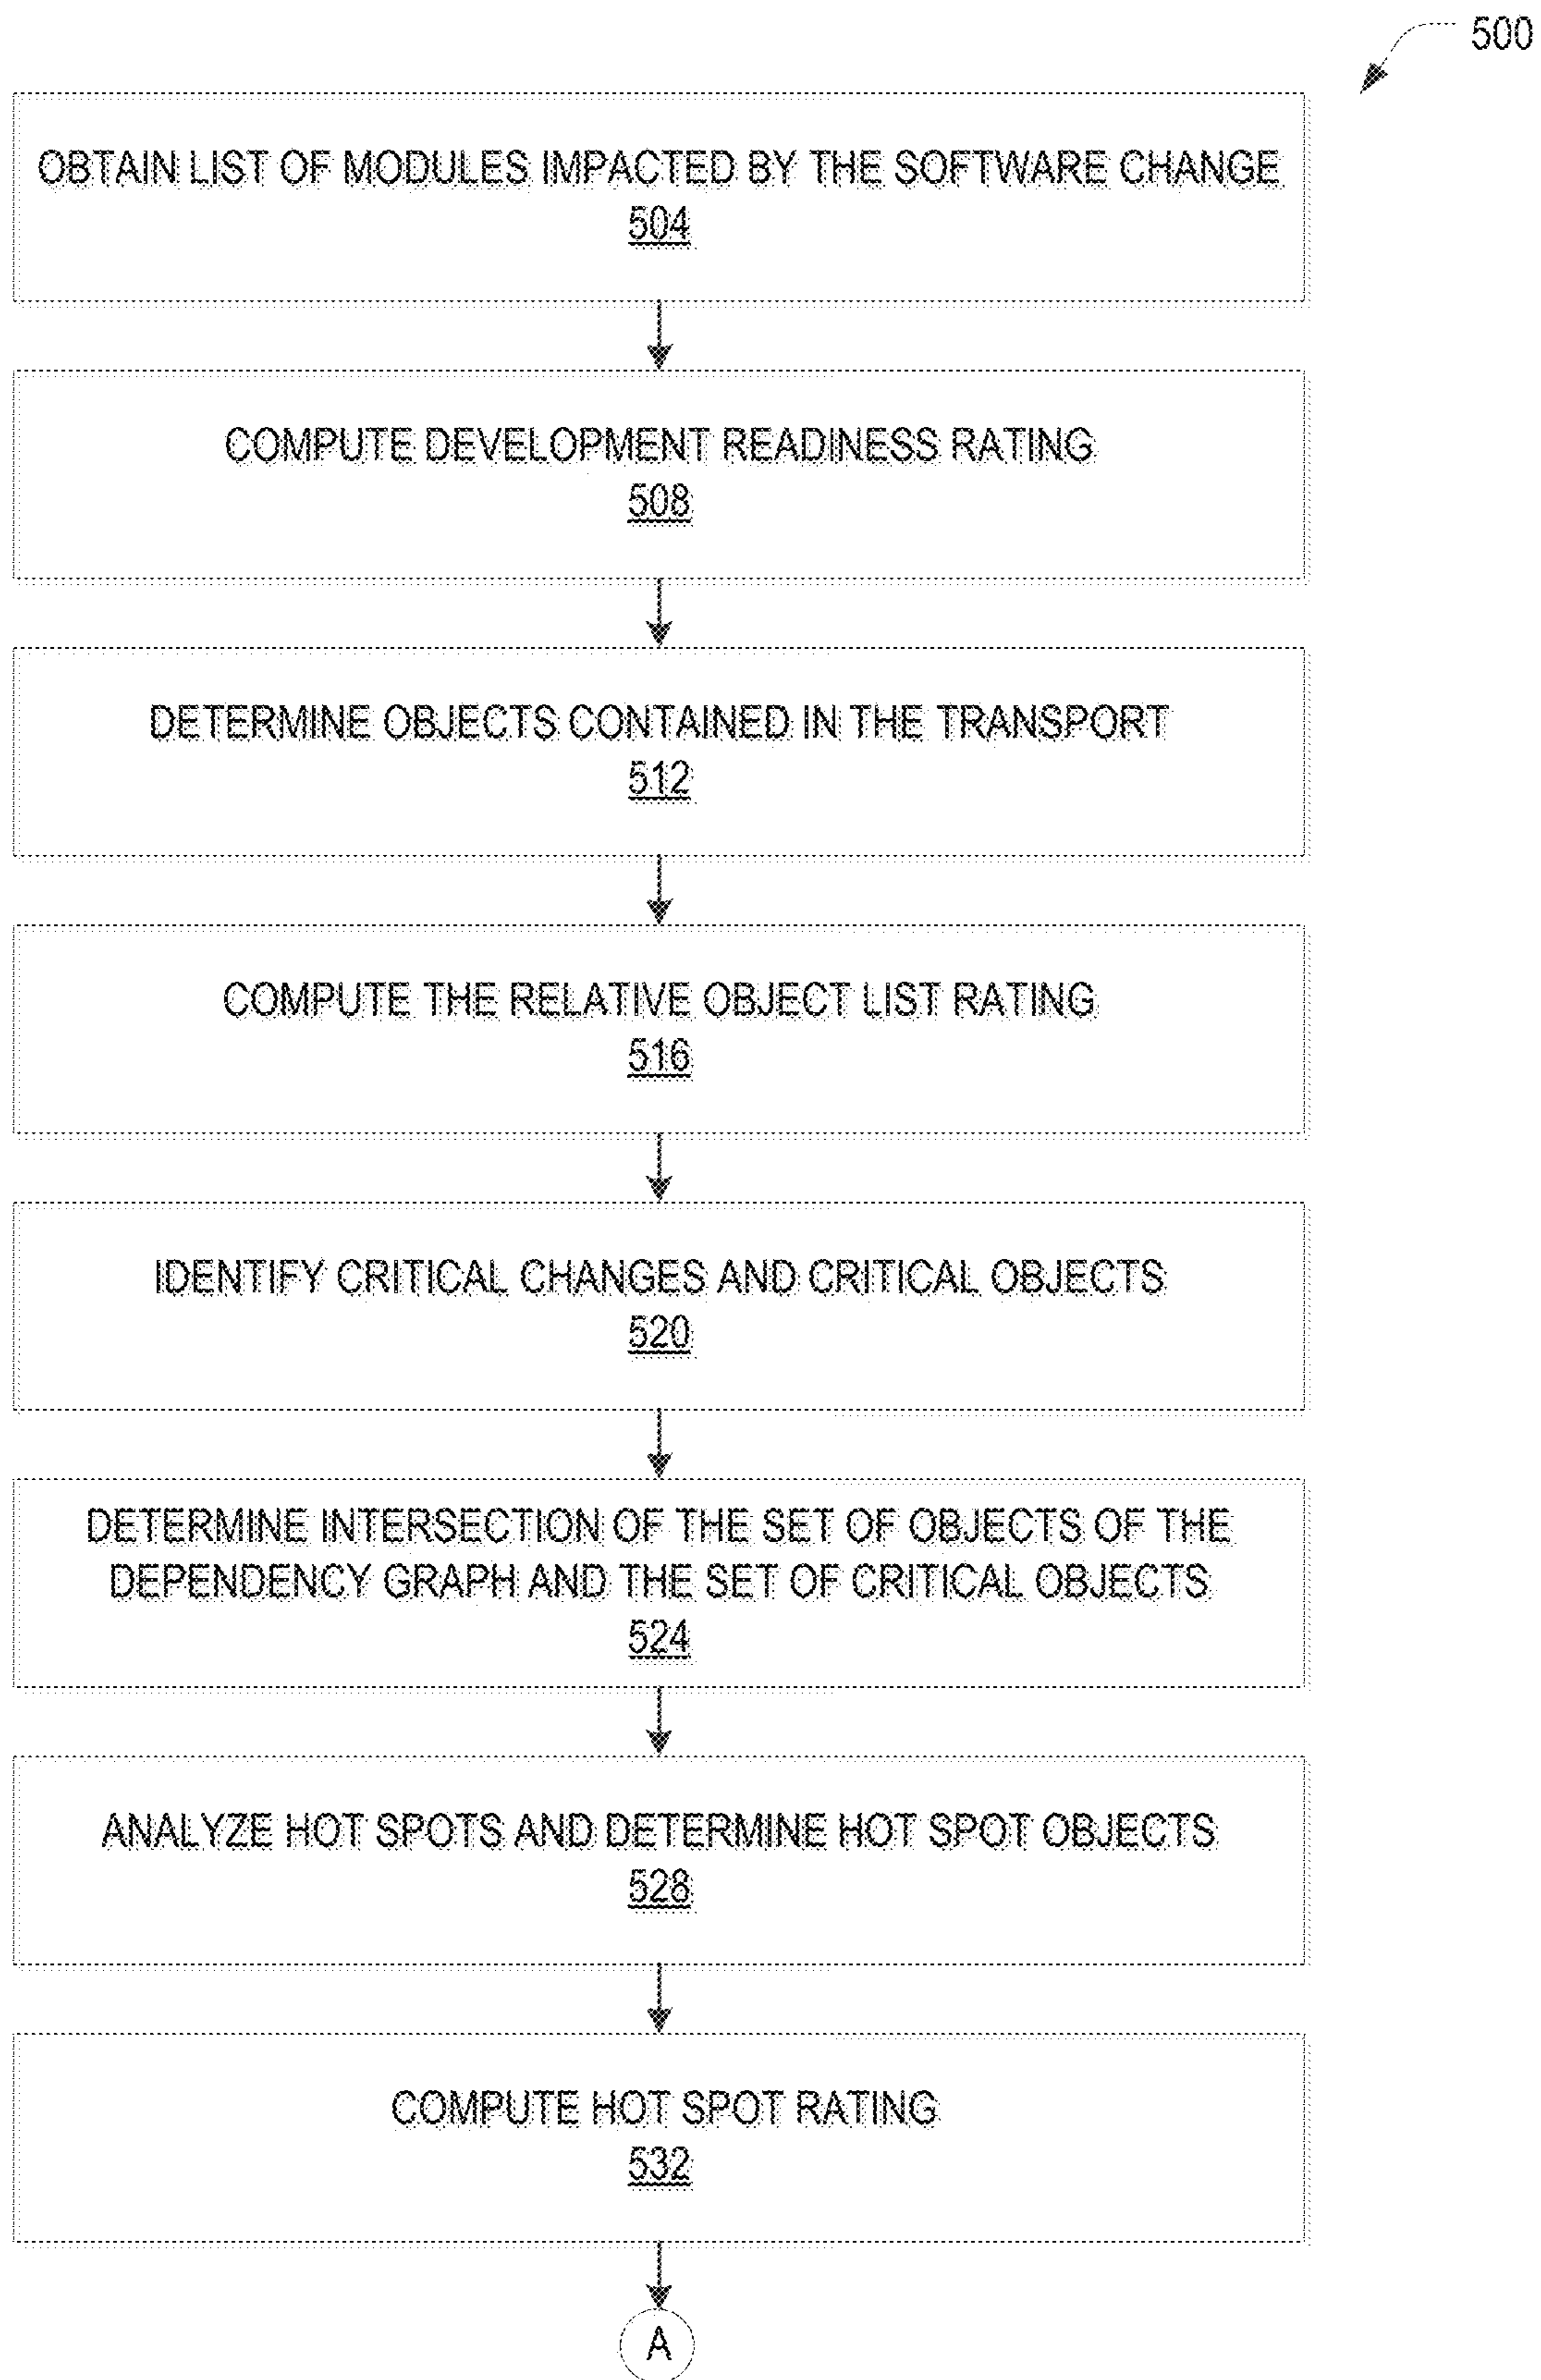 500
OBTAIN LIST OF MODULES IMPACTED BY THE SOFTWARE CHANGE
504
COMPUTE DEVELOPMENT READINESS RATING
508
DETERMINE OBJECTS CONTAINED IN THE TRANSPORT
512
COMPUTE THE RELATIVE OBJECT LIST RATING
516
IDENTIFY CRITICAL CHANGES AND CRITICAL OBJECTS
520
DETERMINE INTERSECTION OF THE SET OF OBJECTS OF THE
DEPENDENCY GRAPH AND THE SET OF CRITICAL OBJECTS
524
ANALYZE HOT SPOTS AND DETERMINE HOT SPOT OBJECTS
528
COMPUTE HOT SPOT RATING
532
A